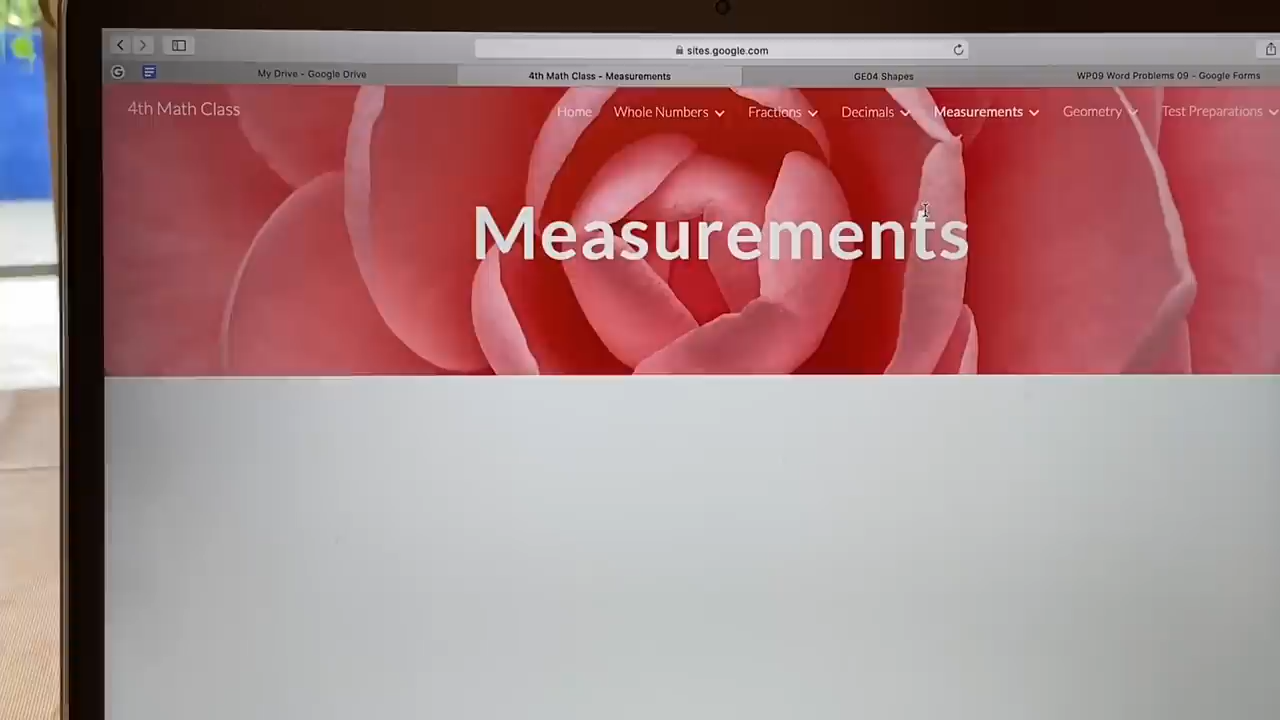 sites.google.com
My Drive - Google Drive
4th Math Class - Measurements
GE04 Shapes
WP09 Word Problems 09 - Google Forms
4th Math Class
Home
Whole Numbers
Fractions
Decimals
Measurements
Geometry
Test Preparations
Measurements